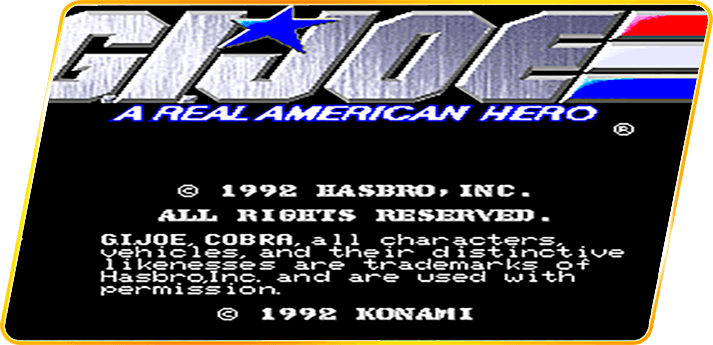 G.I.JOE
A REAL AMERICAN HERO
®
© 1992 HASBRO, INC.
ALL RIGHTS RESERVED.
G.I.JOE, COBRA, all characters,
vehicles, and their distinctive
likenesses are trademarks of
Hasbro,Inc. and are used with
permission.
© 1992 KONAMI